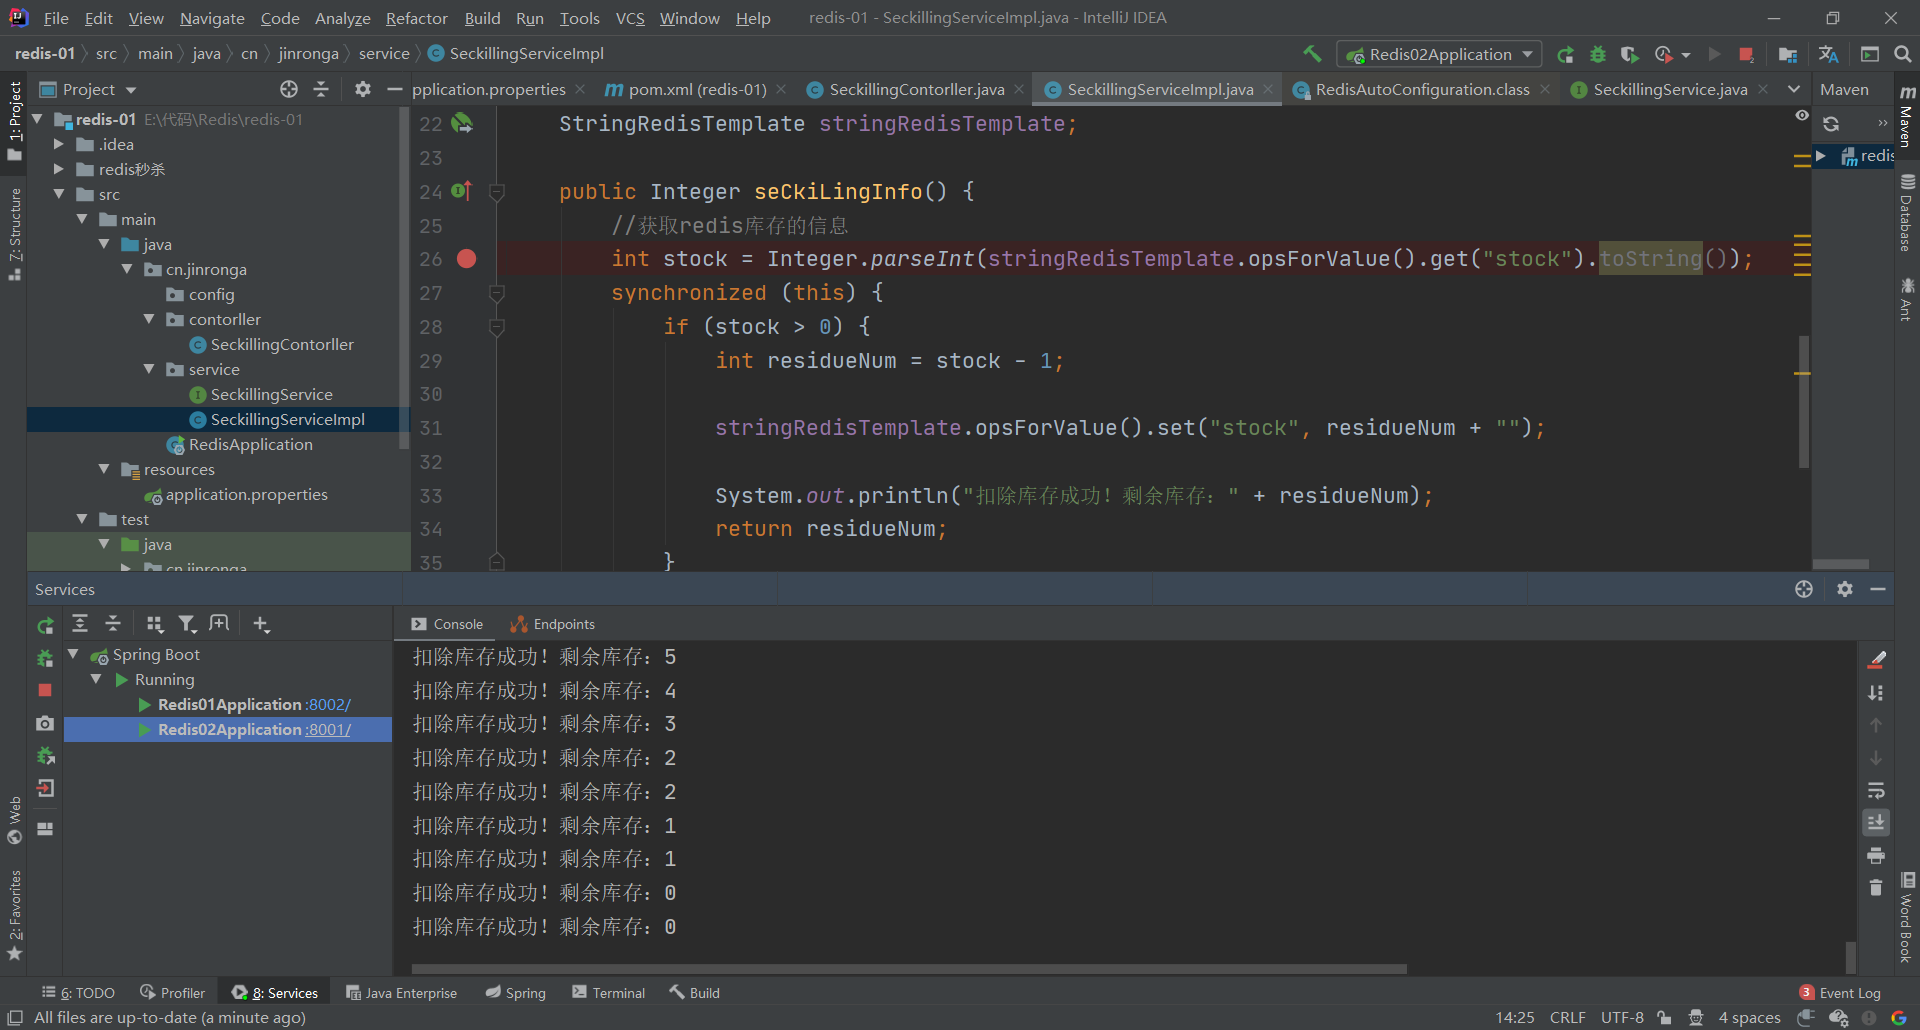 File Edit View Navigate Code Analyze Refactor Build Run Tools VCS Window Help redis-01 - SeckillingServiceImpl.java - IntelliJ IDEA
redis-01 src main java cn jinronga service SeckillingServiceImpl Redis02Application
1: Project
7: Structure
Web
2: Favorites
Project
redis-01 E:\代码\Redis\redis-01
.idea
redis秒杀
src
main
java
cn.jinronga
config
contorller
SeckillingContorller
service
SeckillingService
SeckillingServiceImpl
RedisApplication
resources
application.properties
test
java
cn.jinronga
pplication.properties pom.xml (redis-01) SeckillingContorller.java SeckillingServiceImpl.java RedisAutoConfiguration.class SeckillingService.java
22 StringRedisTemplate stringRedisTemplate;
23
24 public Integer seCkiLingInfo() {
25 //获取redis库存的信息
26 int stock = Integer.parseInt(stringRedisTemplate.opsForValue().get("stock").toString());
27 synchronized (this) {
28 if (stock > 0) {
29 int residueNum = stock - 1;
30
31 stringRedisTemplate.opsForValue().set("stock", residueNum + "");
32
33 System.out.println("扣除库存成功！剩余库存：" + residueNum);
34 return residueNum;
35 }
Maven
redis
Maven
Database
Ant
Word Book
Services
Spring Boot
Running
Redis01Application :8002/
Redis02Application :8001/
Console Endpoints
扣除库存成功！剩余库存：5
扣除库存成功！剩余库存：4
扣除库存成功！剩余库存：3
扣除库存成功！剩余库存：2
扣除库存成功！剩余库存：2
扣除库存成功！剩余库存：1
扣除库存成功！剩余库存：1
扣除库存成功！剩余库存：0
扣除库存成功！剩余库存：0
6: TODO Profiler 8: Services Java Enterprise Spring Terminal Build 3 Event Log
All files are up-to-date (a minute ago) 14:25 CRLF UTF-8 4 spaces